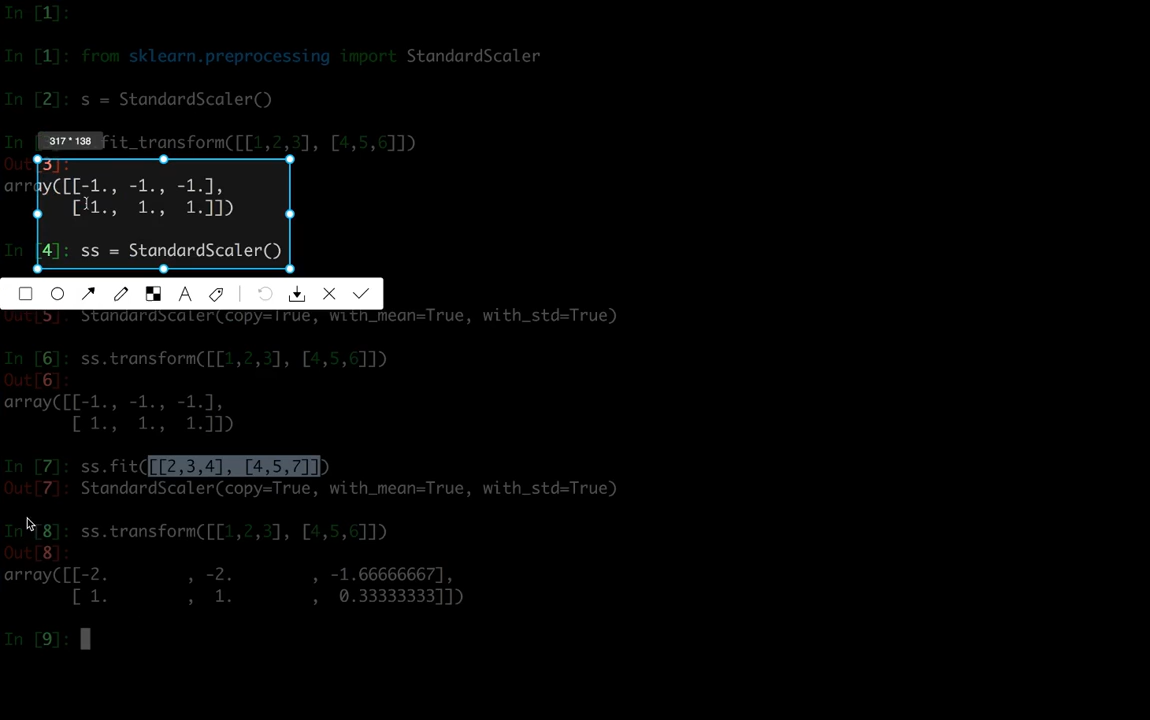 In [1]:
In [1]: from sklearn.preprocessing import StandardScaler
In [2]: s = StandardScaler()
In fit_transform([[1,2,3], [4,5,6]])
317 * 138
Out[3]:
array([[-1., -1., -1.],
[ 1., 1., 1.]])
In [4]: ss = StandardScaler()
Out[5]: StandardScaler(copy=True, with_mean=True, with_std=True)
In [6]: ss.transform([[1,2,3], [4,5,6]])
Out[6]:
array([[-1., -1., -1.],
[ 1., 1., 1.]])
In [7]: ss.fit([[2,3,4], [4,5,7]])
Out[7]: StandardScaler(copy=True, with_mean=True, with_std=True)
In [8]: ss.transform([[1,2,3], [4,5,6]])
Out[8]:
array([[-2. , -2. , -1.66666667],
[ 1. , 1. , 0.33333333]])
In [9]: